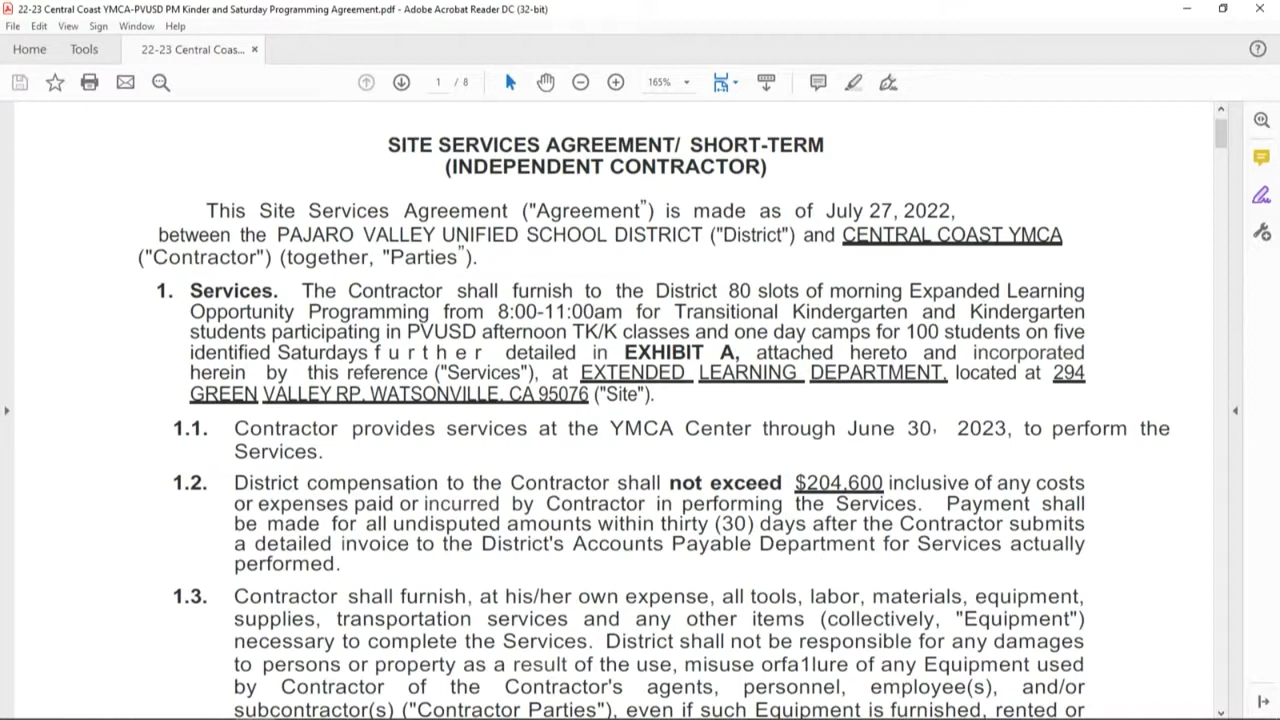 22-23 Central Coast YMCA-PVUSD PM Kinder and Saturday Programming Agreement.pdf - Adobe Acrobat Reader DC (32-bit)
File Edit View Sign Window Help
Home Tools 22-23 Central Coas... ×
1 / 8 165%
SITE SERVICES AGREEMENT/ SHORT-TERM
(INDEPENDENT CONTRACTOR)
This Site Services Agreement ("Agreement") is made as of July 27, 2022,
between the PAJARO VALLEY UNIFIED SCHOOL DISTRICT ("District") and CENTRAL COAST YMCA
("Contractor") (together, "Parties").
1. Services. The Contractor shall furnish to the District 80 slots of morning Expanded Learning
Opportunity Programming from 8:00-11:00am for Transitional Kindergarten and Kindergarten
students participating in PVUSD afternoon TK/K classes and one day camps for 100 students on five
identified Saturdays f u r t h e r detailed in EXHIBIT A, attached hereto and incorporated
herein by this reference ("Services"), at EXTENDED LEARNING DEPARTMENT, located at 294
GREEN VALLEY RP, WATSONVILLE, CA 95076 ("Site").
1.1. Contractor provides services at the YMCA Center through June 30, 2023, to perform the
Services.
1.2. District compensation to the Contractor shall not exceed $204,600 inclusive of any costs
or expenses paid or incurred by Contractor in performing the Services. Payment shall
be made for all undisputed amounts within thirty (30) days after the Contractor submits
a detailed invoice to the District's Accounts Payable Department for Services actually
performed.
1.3. Contractor shall furnish, at his/her own expense, all tools, labor, materials, equipment,
supplies, transportation services and any other items (collectively, "Equipment")
necessary to complete the Services. District shall not be responsible for any damages
to persons or property as a result of the use, misuse orfa1lure of any Equipment used
by Contractor of the Contractor's agents, personnel, employee(s), and/or
subcontractor(s) ("Contractor Parties"), even if such Equipment is furnished, rented or